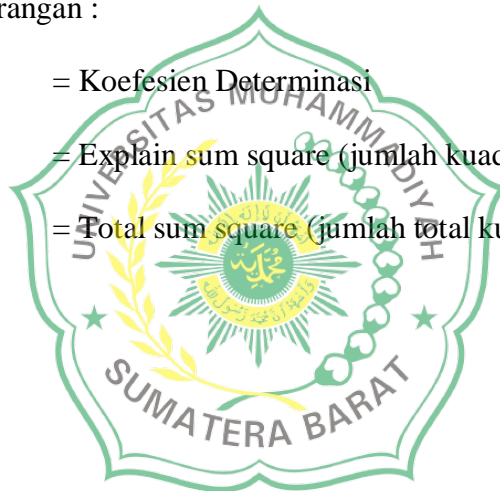 rangan :
= Koefesien Determinasi
= Explain sum square (jumlah kuad
= Total sum square (jumlah total ku
UNIVERSITAS MUHAMMADIYAH
SUMATERA BARAT